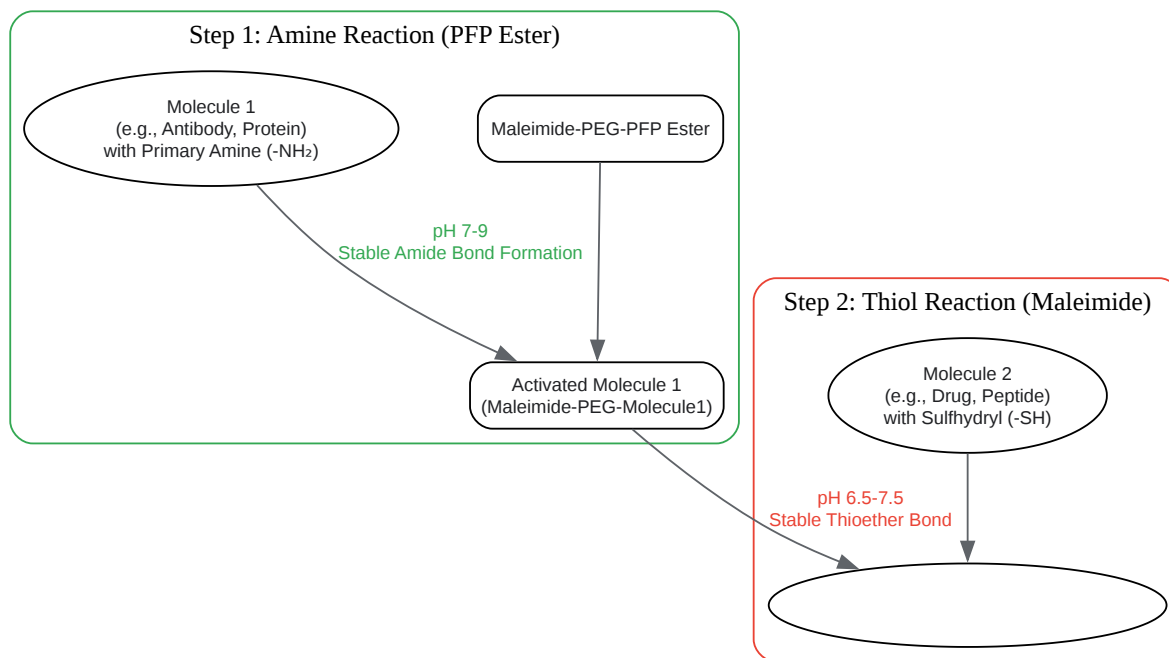 Step 1: Amine Reaction (PFP Ester)
Molecule 1
(e.g., Antibody, Protein)
with Primary Amine (-NH₂)
Maleimide-PEG-PFP Ester
pH 7-9
Stable Amide Bond Formation
Activated Molecule 1
(Maleimide-PEG-Molecule1)
Step 2: Thiol Reaction (Maleimide)
Molecule 2
(e.g., Drug, Peptide)
with Sulfhydryl (-SH)
pH 6.5-7.5
Stable Thioether Bond